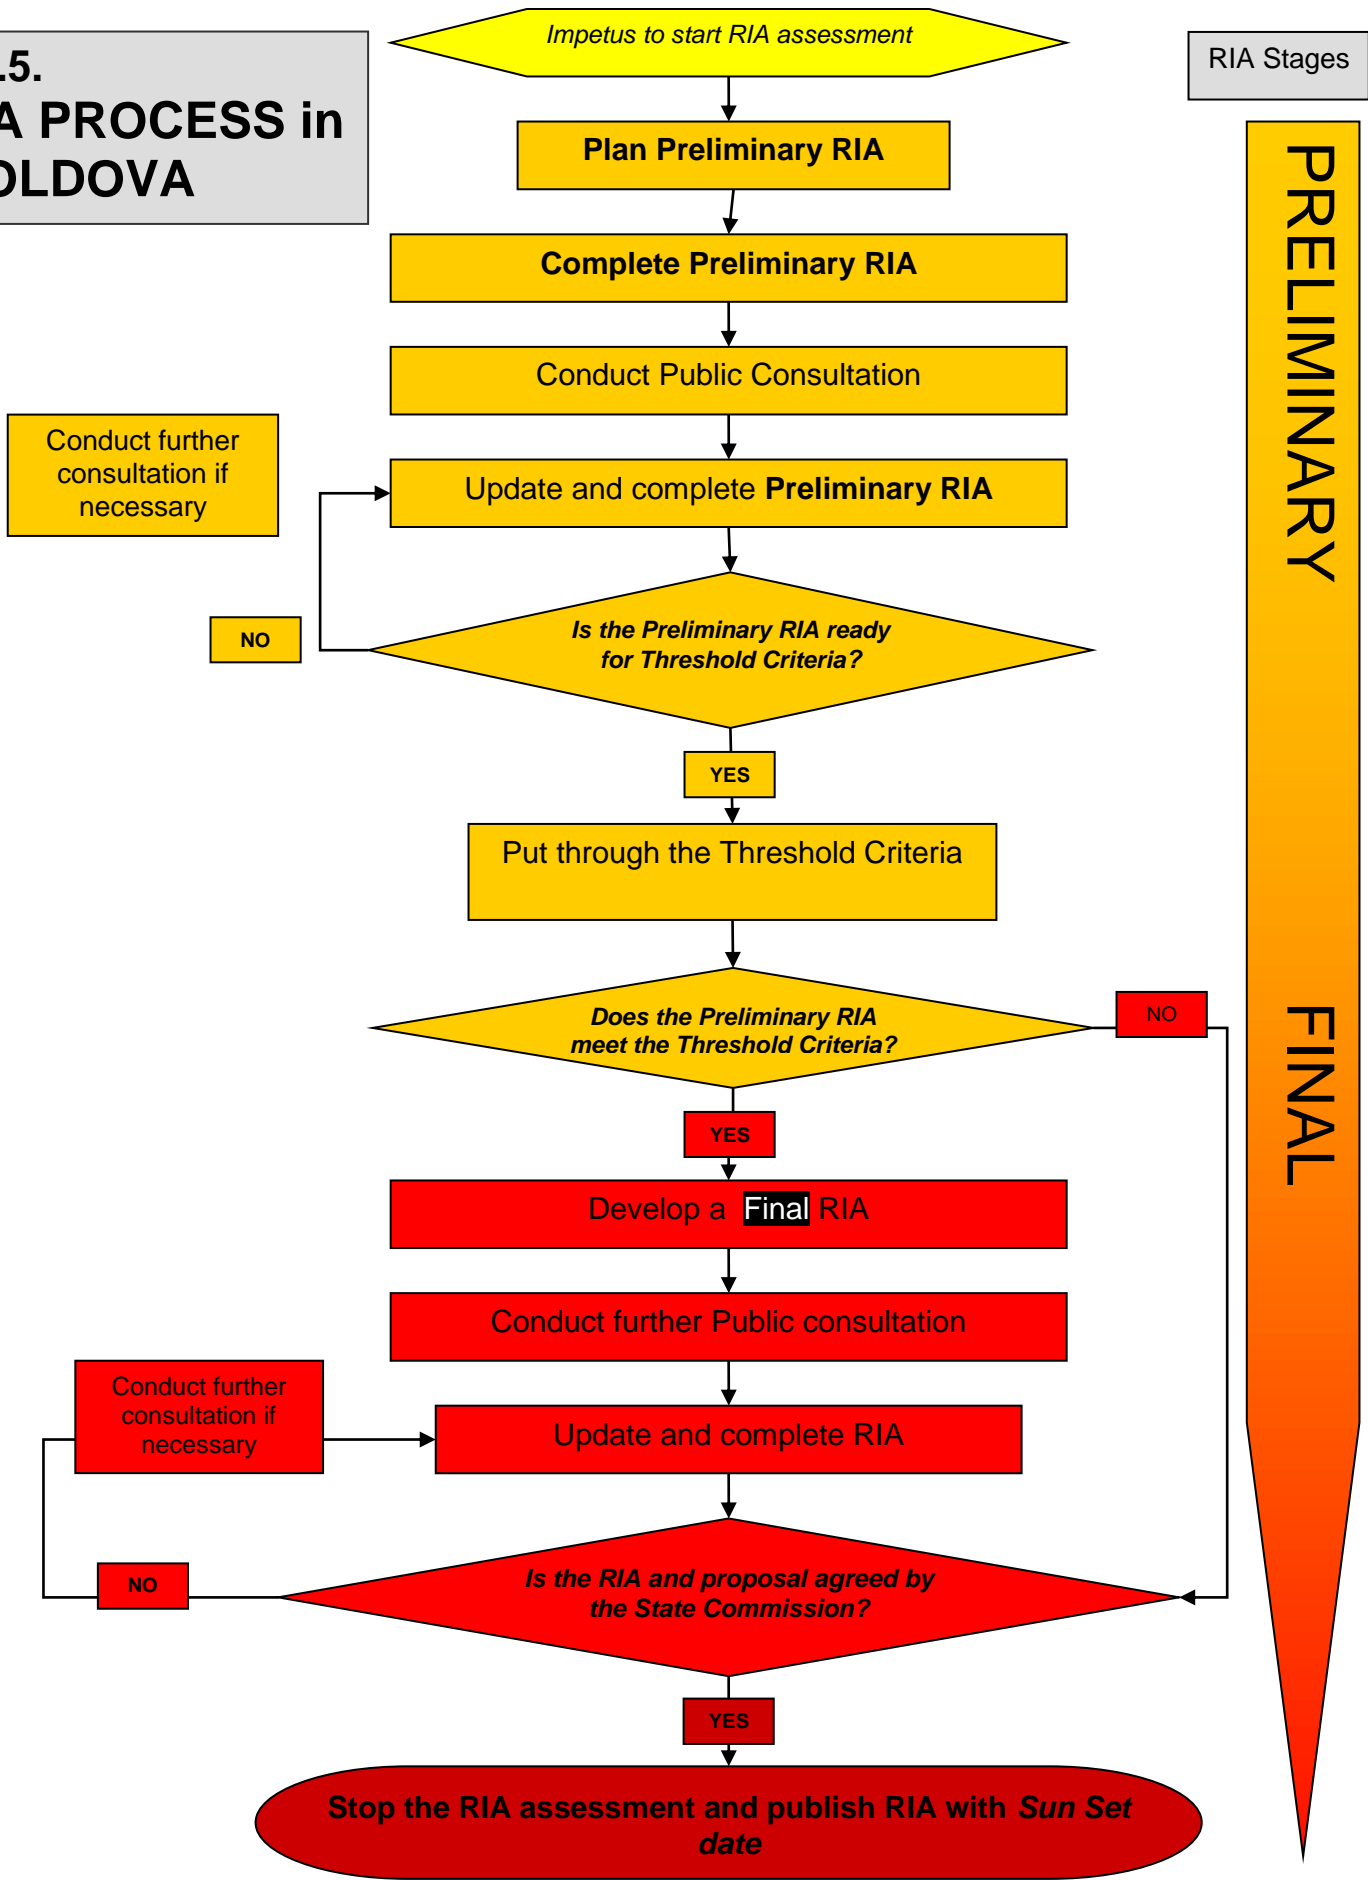 .5.
A PROCESS in
OLDOVA
Impetus to start RIA assessment
RIA Stages
Plan Preliminary RIA
Complete Preliminary RIA
Conduct Public Consultation
Conduct further
consultation if
necessary
Update and complete Preliminary RIA
NO
Is the Preliminary RIA ready
for Threshold Criteria?
YES
Put through the Threshold Criteria
Does the Preliminary RIA
meet the Threshold Criteria?
NO
YES
Develop a Final RIA
Conduct further Public consultation
Conduct further
consultation if
necessary
Update and complete RIA
NO
Is the RIA and proposal agreed by
the State Commission?
YES
Stop the RIA assessment and publish RIA with Sun Set
date
PRELIMINARY
FINAL